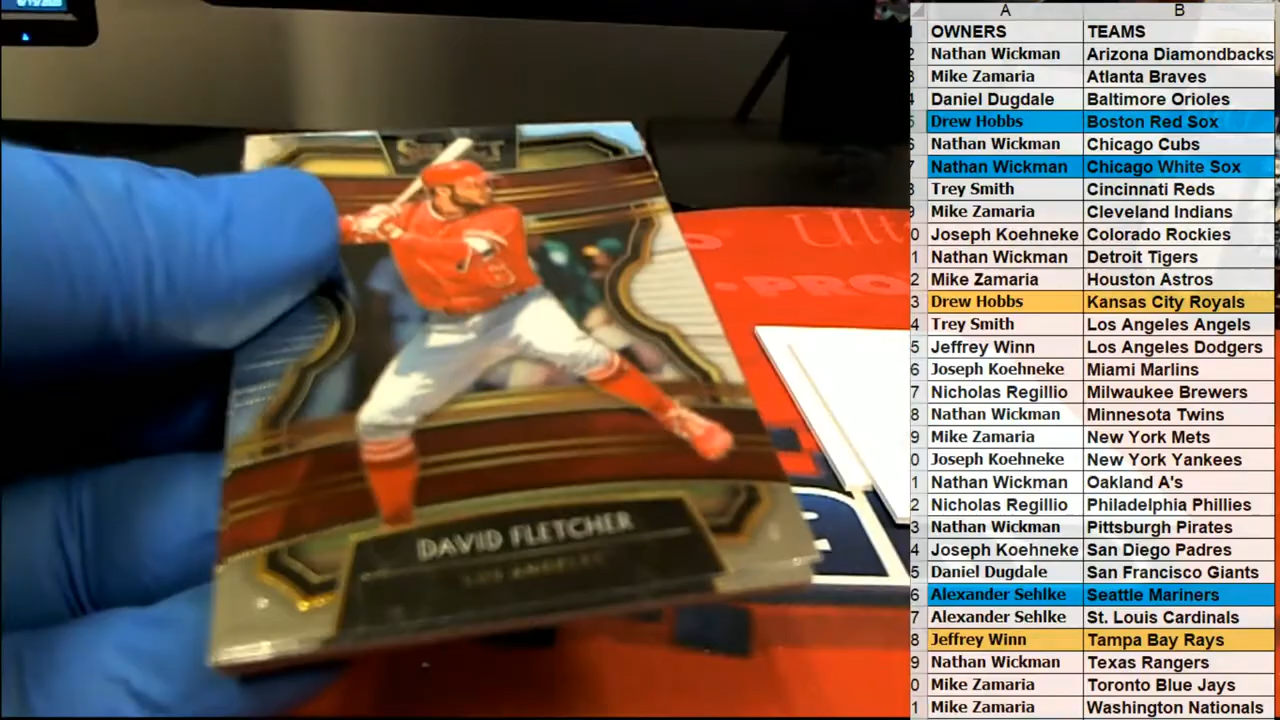 SELECT
DAVID FLETCHER
LOS ANGELES
A B
OWNERS TEAMS
Nathan Wickman Arizona Diamondbacks
Mike Zamaria Atlanta Braves
Daniel Dugdale Baltimore Orioles
Drew Hobbs Boston Red Sox
Nathan Wickman Chicago Cubs
Nathan Wickman Chicago White Sox
Trey Smith Cincinnati Reds
Mike Zamaria Cleveland Indians
Joseph Koehneke Colorado Rockies
Nathan Wickman Detroit Tigers
Mike Zamaria Houston Astros
Drew Hobbs Kansas City Royals
Trey Smith Los Angeles Angels
Jeffrey Winn Los Angeles Dodgers
Joseph Koehneke Miami Marlins
Nicholas Regillio Milwaukee Brewers
Nathan Wickman Minnesota Twins
Mike Zamaria New York Mets
Joseph Koehneke New York Yankees
Nathan Wickman Oakland A's
Nicholas Regillio Philadelphia Phillies
Nathan Wickman Pittsburgh Pirates
Joseph Koehneke San Diego Padres
Daniel Dugdale San Francisco Giants
Alexander Sehlke Seattle Mariners
Alexander Sehlke St. Louis Cardinals
Jeffrey Winn Tampa Bay Rays
Nathan Wickman Texas Rangers
Mike Zamaria Toronto Blue Jays
Mike Zamaria Washington Nationals